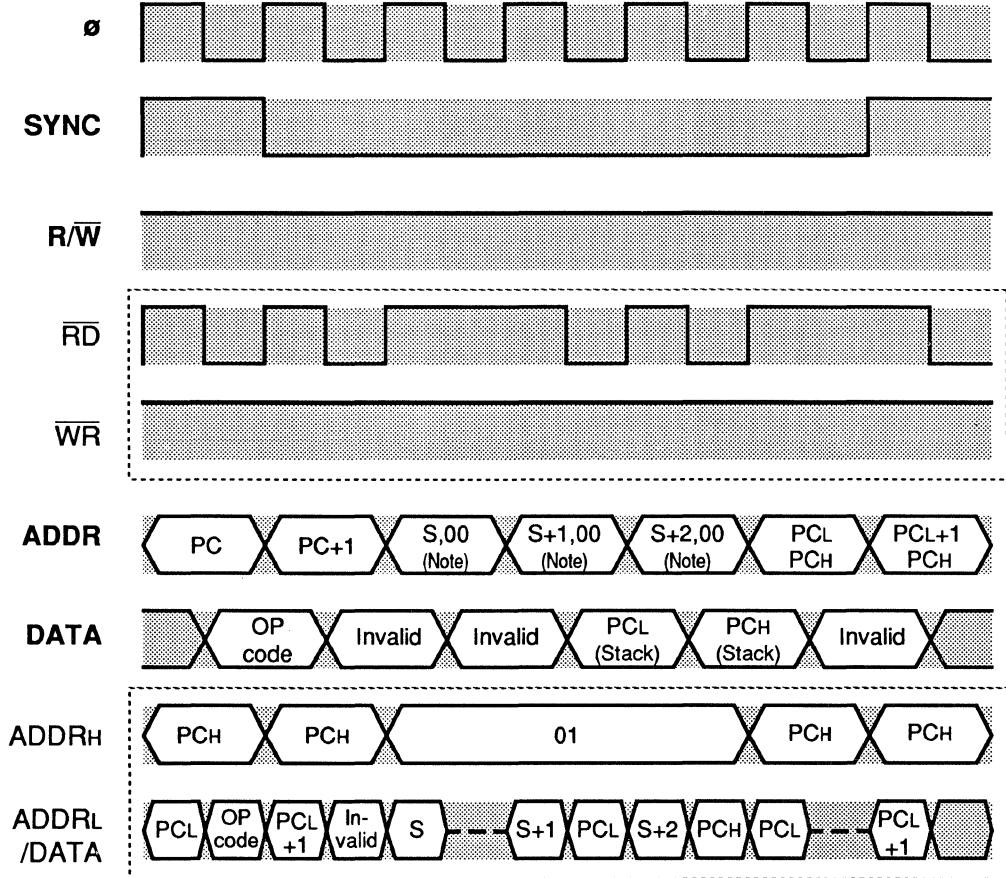 ø
SYNC
R/W̅
R̅D̅
W̅R̅
ADDR PC PC+1 S,00 (Note) S+1,00 (Note) S+2,00 (Note) PCL PCH PCL+1 PCH
DATA OP code Invalid Invalid PCL (Stack) PCH (Stack) Invalid
ADDRH PCH PCH 01 PCH PCH
ADDRL /DATA PCL OP code PCL +1 In- valid S S+1 PCL S+2 PCH PCL PCL +1